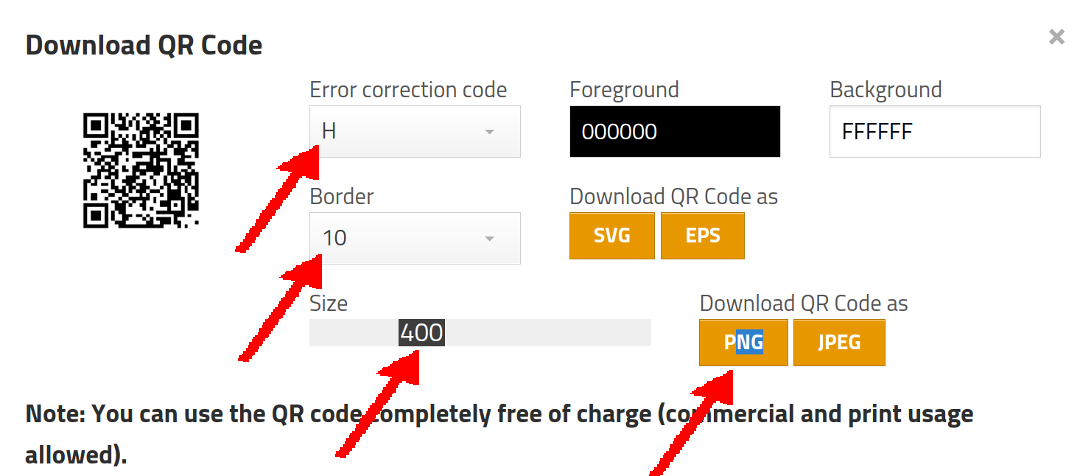 Download QR Code
×
Error correction code
Foreground
Background
H
000000
FFFFFF
Border
Download QR Code as
10
SVG
EPS
Size
Download QR Code as
400
PNG
JPEG
Note: You can use the QR code completely free of charge (commercial and print usage
allowed).